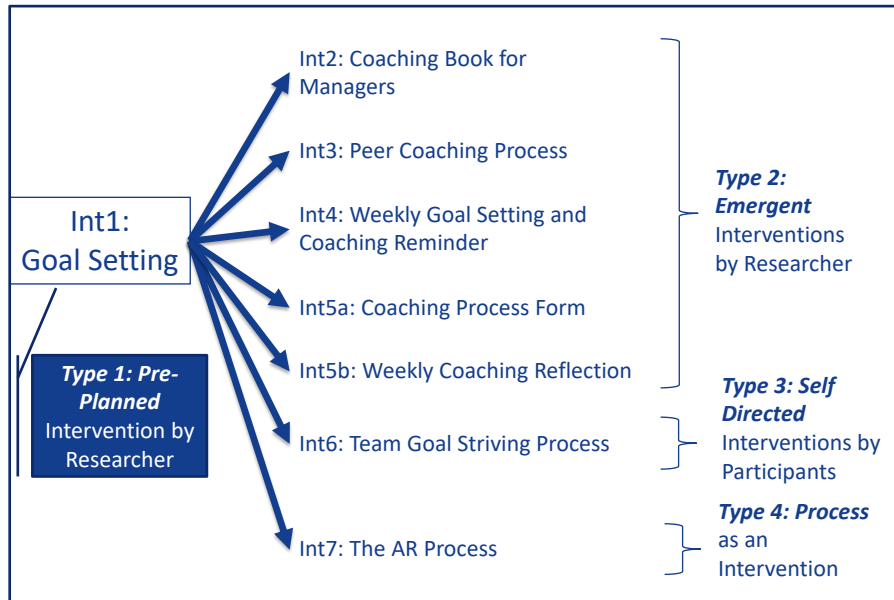 Int1:
Goal Setting
Type 1: Pre-
Planned
Intervention by
Researcher
Int2: Coaching Book for
Managers
Int3: Peer Coaching Process
Int4: Weekly Goal Setting and
Coaching Reminder
Int5a: Coaching Process Form
Int5b: Weekly Coaching Reflection
Int6: Team Goal Striving Process
Int7: The AR Process
Type 2:
Emergent
Interventions
by Researcher
Type 3: Self
Directed
Interventions by
Participants
Type 4: Process
as an
Intervention